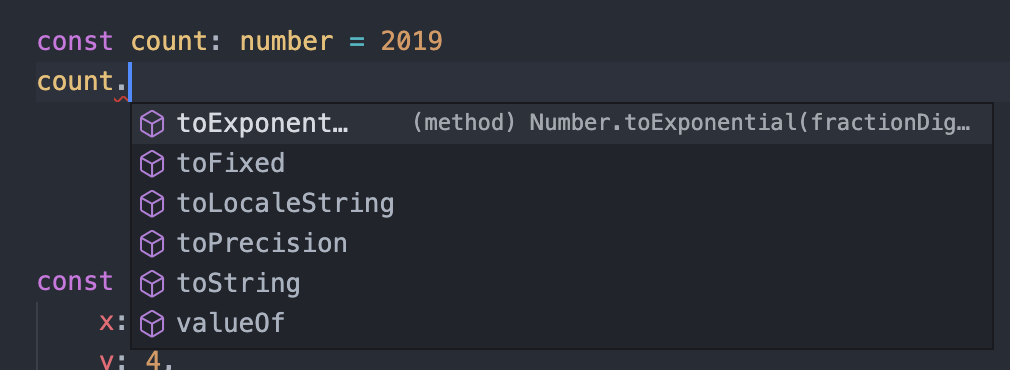 const count: number = 2019
count.
toExponent… (method) Number.toExponential(fractionDig…
toFixed
toLocaleString
toPrecision
toString
valueOf
const
x:
y: 4,